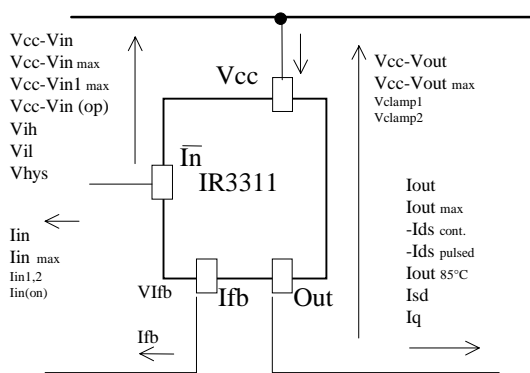 Vcc-Vin
Vcc-Vin max
Vcc-Vin1 max
Vcc-Vin (op)
Vih
Vil
Vhys
Vcc
Vcc-Vout
Vcc-Vout max
Vclamp1
Vclamp2
In
IR3311
Iin
Iin max
Iin1,2
Iin(on)
Iout
Iout max
-Ids cont.
-Ids pulsed
Iout 85°C
Isd
Iq
VIfb
Ifb
Out
Ifb